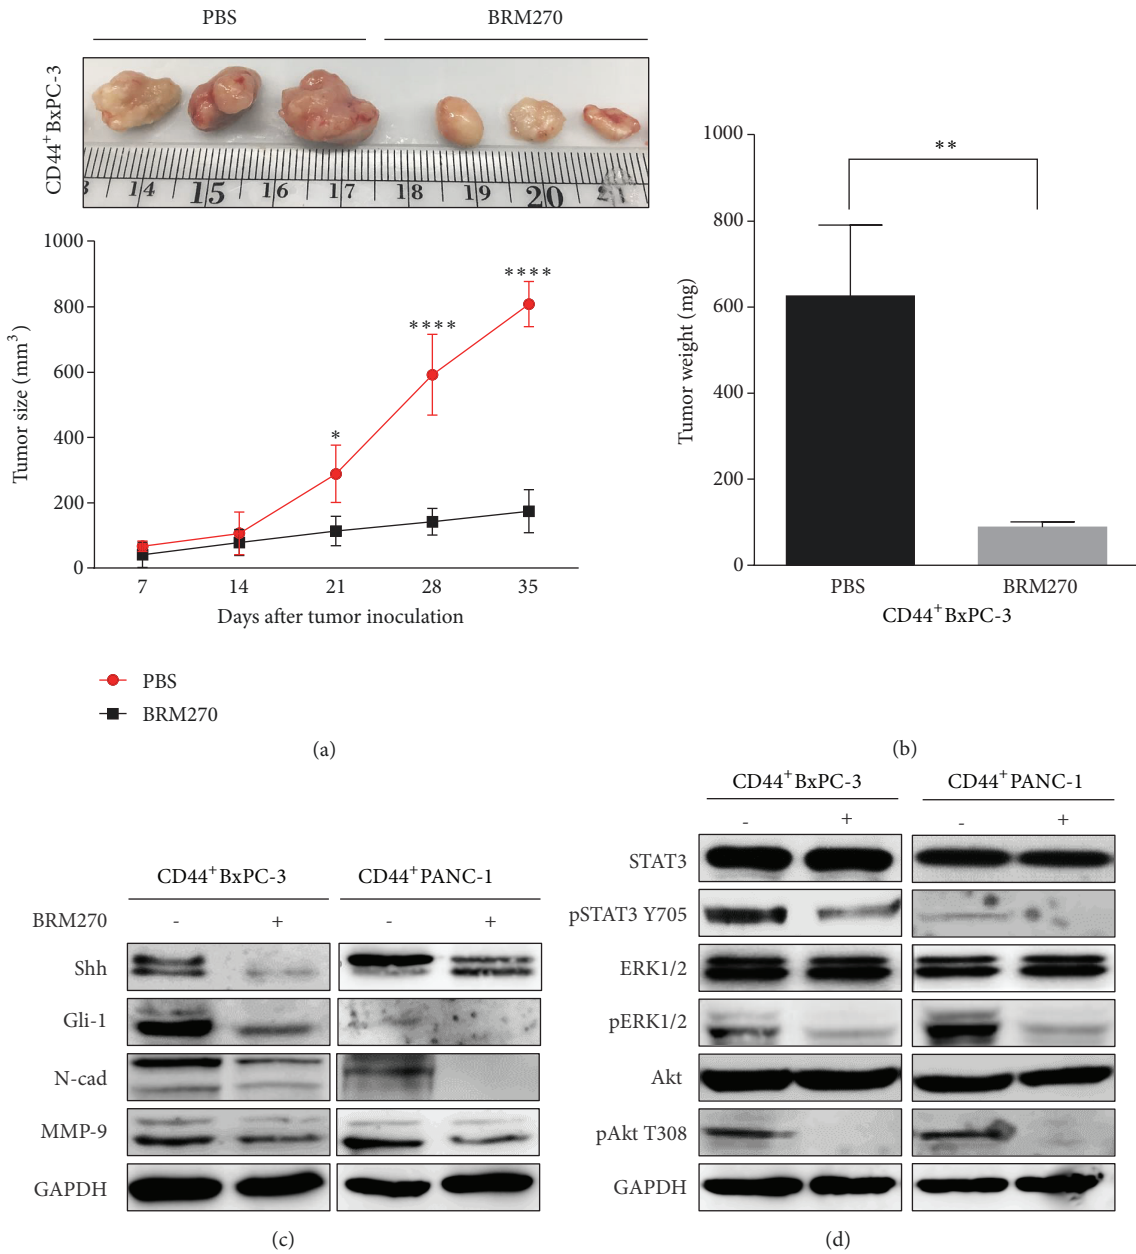 PBS BRM270
CD44+BxPC-3
14 15 16 17 18 19 20
1000
800
600
400
200
0
Tumor size (mm3)
* **** ****
7 14 21 28 35
Days after tumor inoculation
PBS
BRM270
(a)
1000
800
600
400
200
0
Tumor weight (mg)
**
PBS BRM270
CD44+BxPC-3
(b)
CD44+BxPC-3 CD44+PANC-1
BRM270 - + - +
Shh
Gli-1
N-cad
MMP-9
GAPDH
(c)
CD44+BxPC-3 CD44+PANC-1
- + - +
STAT3
pSTAT3 Y705
ERK1/2
pERK1/2
Akt
pAkt T308
GAPDH
(d)